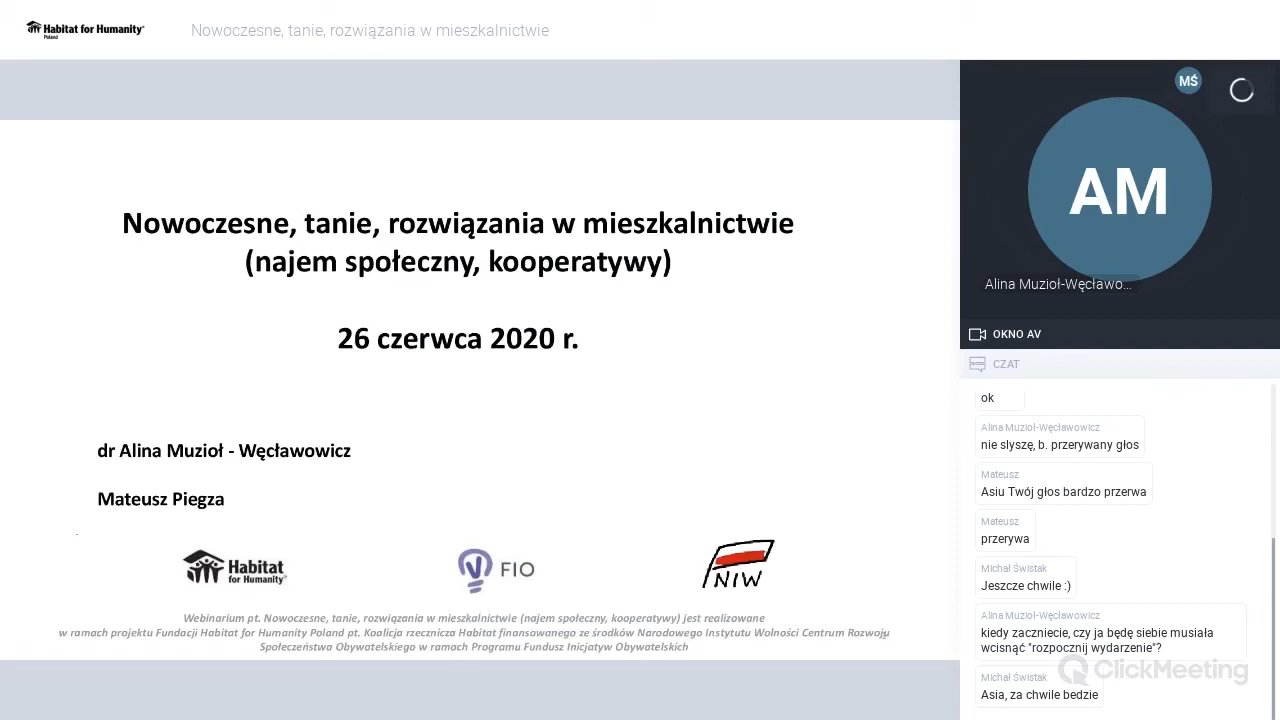 Habitat for Humanity®
Poland
Nowoczesne, tanie, rozwiązania w mieszkalnictwie
Nowoczesne, tanie, rozwiązania w mieszkalnictwie
(najem społeczny, kooperatywy)
26 czerwca 2020 r.
dr Alina Muzioł - Węcławowicz
Mateusz Piegza
Habitat
for Humanity®
FIO
NIW
Webinarium pt. Nowoczesne, tanie, rozwiązania w mieszkalnictwie (najem społeczny, kooperatywy) jest realizowane
w ramach projektu Fundacji Habitat for Humanity Poland pt. Koalicja rzecznicza Habitat finansowanego ze środków Narodowego Instytutu Wolności Centrum Rozwoju
Społeczeństwa Obywatelskiego w ramach Programu Fundusz Inicjatyw Obywatelskich
MŚ
AM
Alina Muzioł-Węcławo...
OKNO AV
CZAT
ok
Alina Muzioł-Węcławowicz
nie slyszę, b. przerywany głos
Mateusz
Asiu Twój głos bardzo przerwa
Mateusz
przerywa
Michał Świstak
Jeszcze chwile :)
Alina Muzioł-Węcławowicz
kiedy zaczniecie, czy ja będę siebie musiała
wcisnąć "rozpocznij wydarzenie"?
Michał Świstak
Asia, za chwile bedzie
ClickMeeting